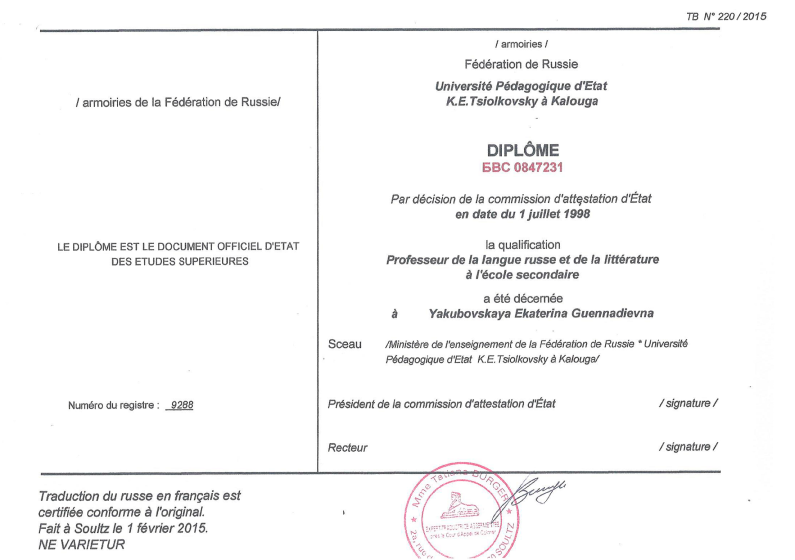 TB N° 220 / 2015
/ armoiries de la Fédération de Russie/
LE DIPLÔME EST LE DOCUMENT OFFICIEL D'ETAT
DES ETUDES SUPERIEURES
Numéro du registre : 9288
/ armoiries /
Fédération de Russie
Université Pédagogique d'Etat
K.E.Tsiolkovsky à Kalouga
DIPLÔME
БВС 0847231
Par décision de la commission d'attestation d'État
en date du 1 juillet 1998
la qualification
Professeur de la langue russe et de la littérature
à l'école secondaire
a été décernée
à Yakubovskaya Ekaterina Guennadievna
Sceau /Ministère de l'enseignement de la Fédération de Russie * Université
Pédagogique d'Etat K.E.Tsiolkovsky à Kalouga/
Président de la commission d'attestation d'État / signature /
Recteur / signature /
Traduction du russe en français est
certifiée conforme à l'original.
Fait à Soultz le 1 février 2015.
NE VARIETUR
Mme Tatiana BURGER
EXPERT TRADUCTRICE ASSERMENTÉE
près la Cour d'Appel de Colmar
SOULTZ